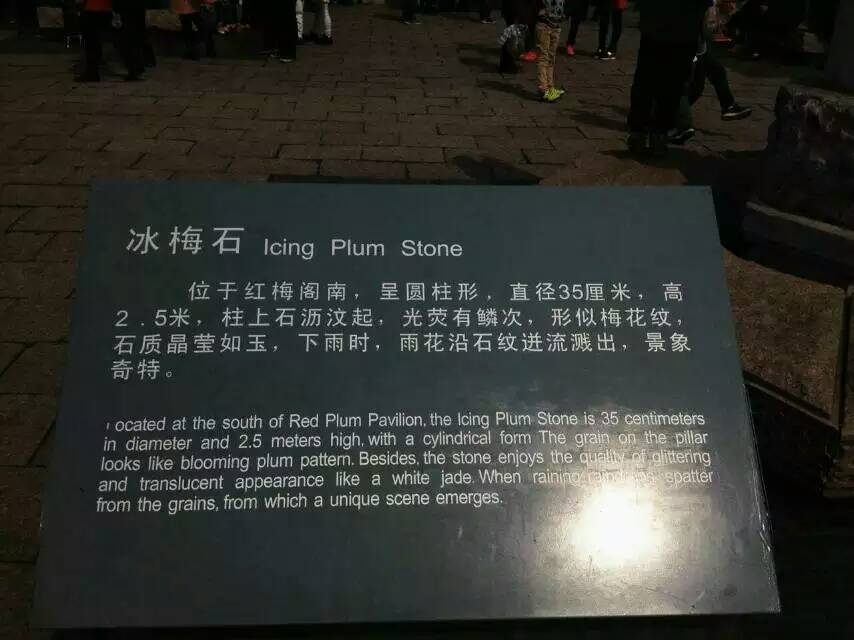 冰梅石 Icing Plum Stone
位于红梅阁南，呈圆柱形，直径35厘米，高
2.5米，柱上石沥汶起，光荧有鳞次，形似梅花纹，
石质晶莹如玉，下雨时，雨花沿石纹迸流溅出，景象
奇特。
ocated at the south of Red Plum Pavilion, the Icing Plum Stone is 35 centimeters
in diameter and 2.5 meters high, with a cylindrical form The grain on the pillar
looks like blooming plum pattern. Besides, the stone enjoys the quality of glittering
and translucent appearance like a white jade. When raining spatter
from the grains, from which a unique scene emerges.